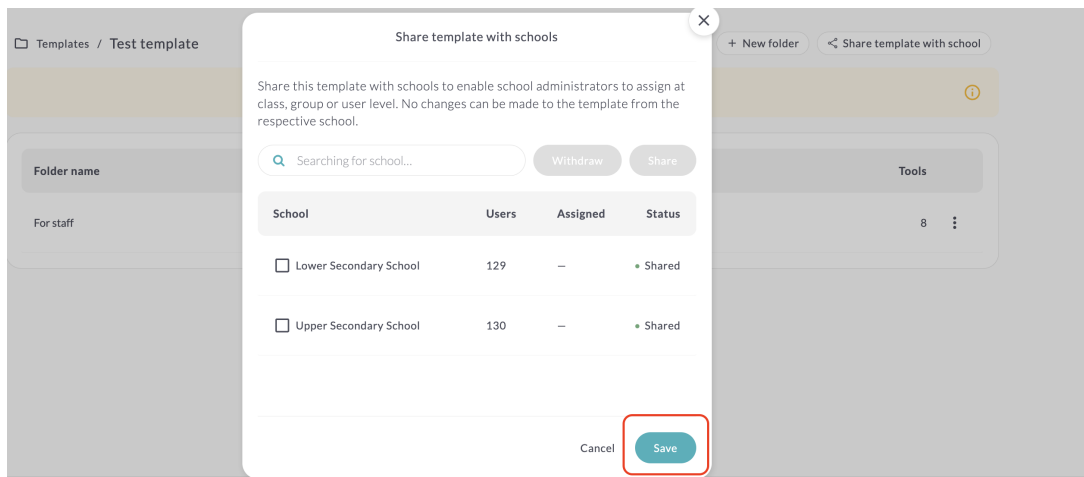 Templates / Test template
+ New folder
Share template with school
Share template with schools
Share this template with schools to enable school administrators to assign at
class, group or user level. No changes can be made to the template from the
respective school.
Searching for school...
Withdraw
Share
Folder name
Tools
School Users Assigned Status
For staff
8
Lower Secondary School 129 – Shared
Upper Secondary School 130 – Shared
Cancel
Save